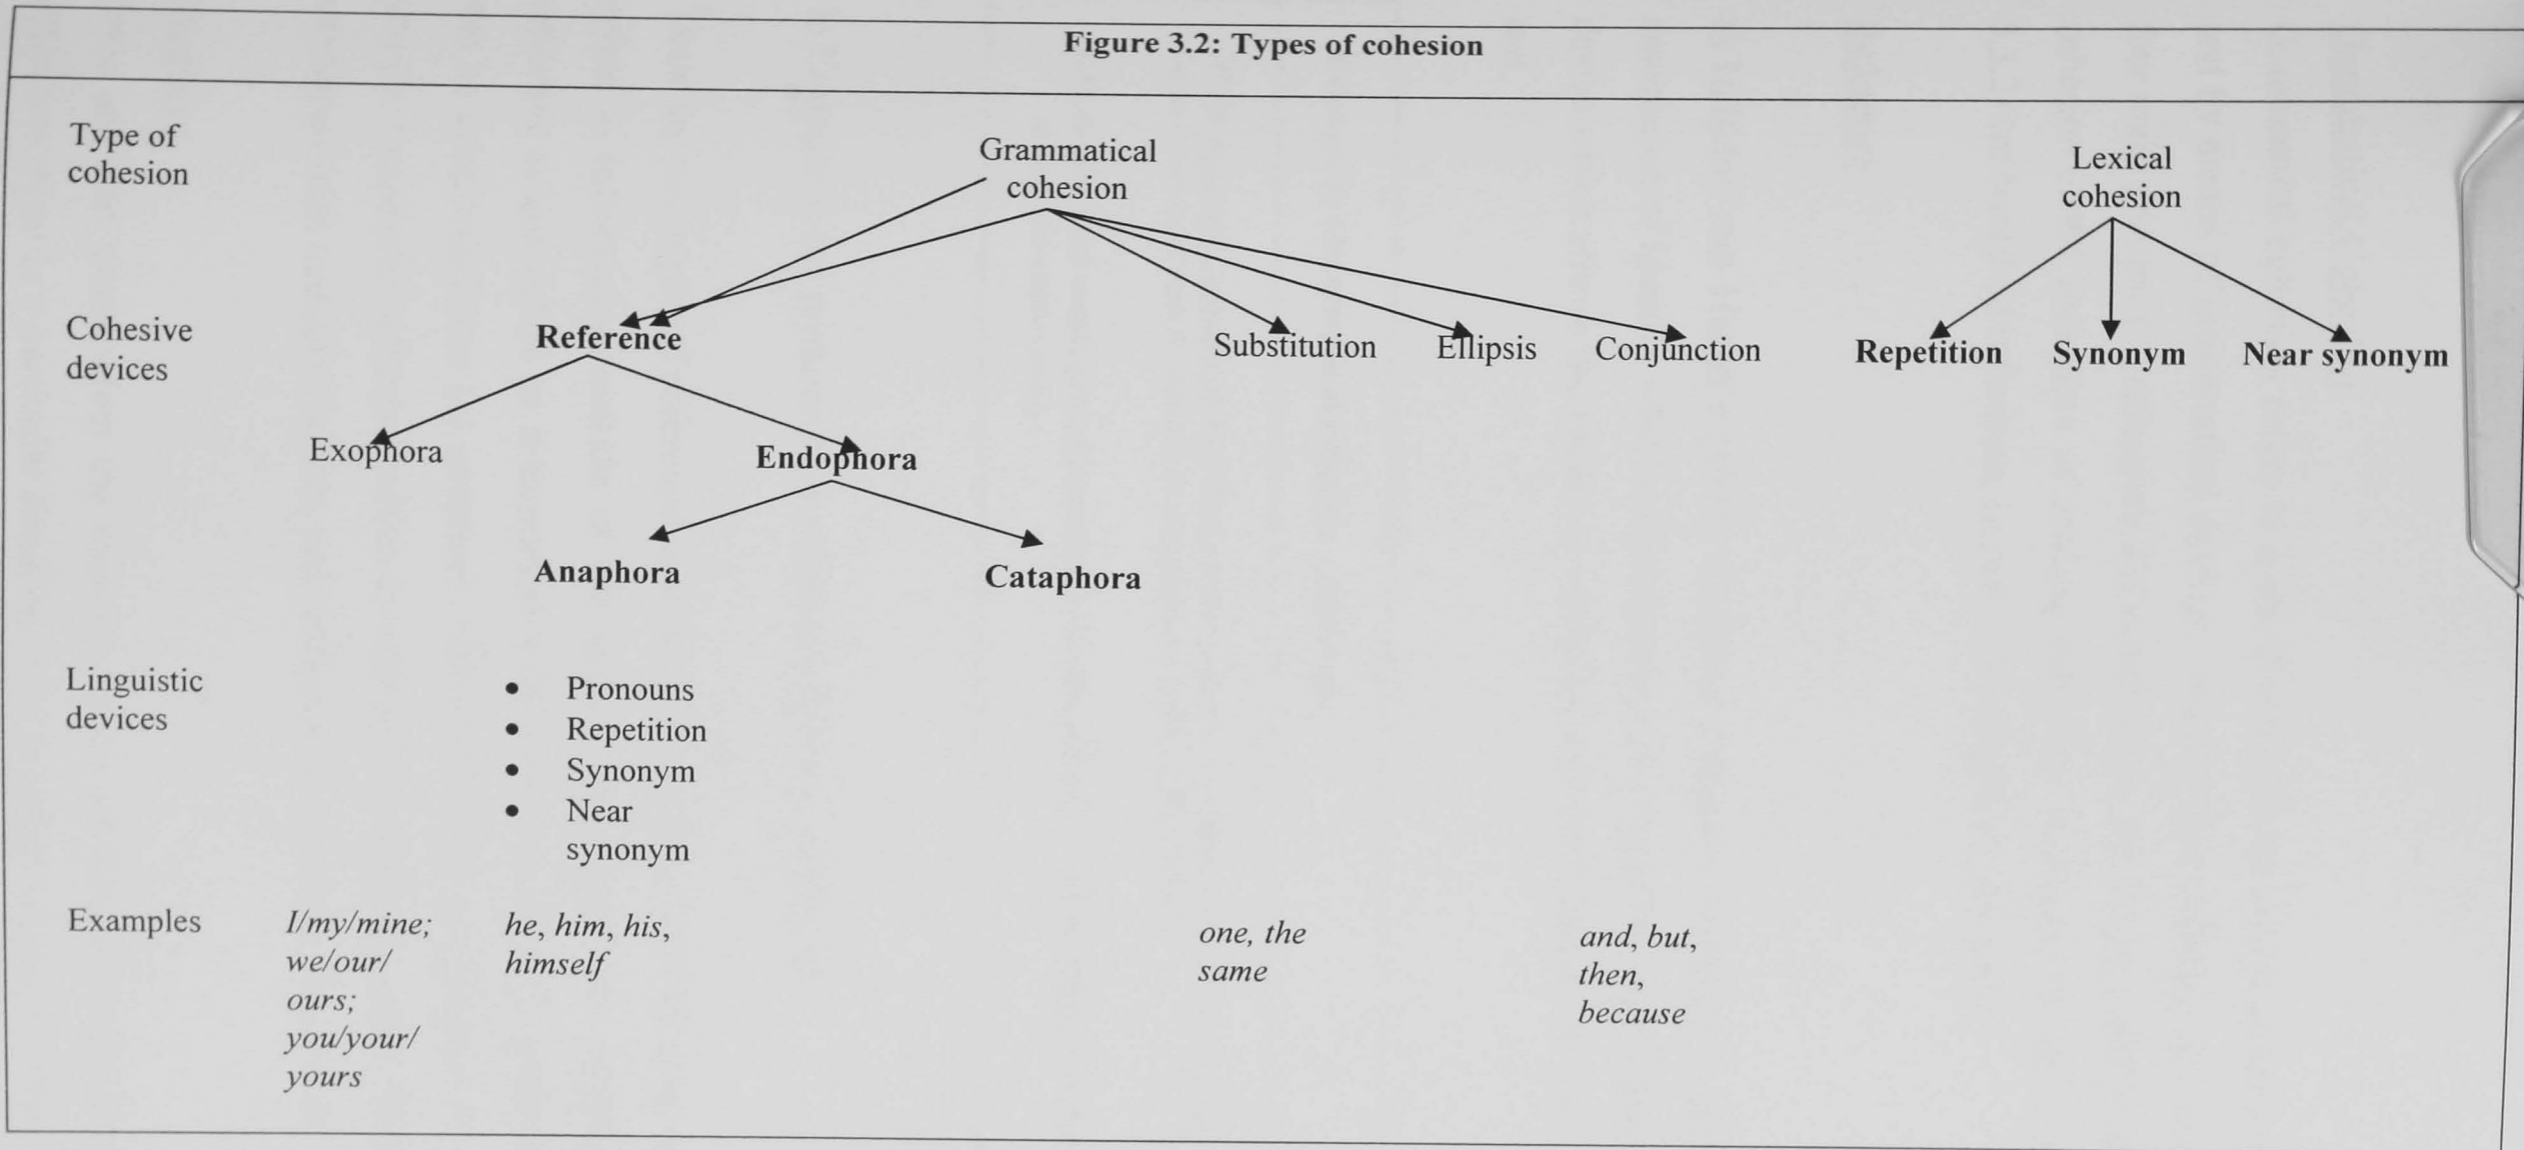 Figure 3.2: Types of cohesion
Type of
cohesion
Grammatical
cohesion
Lexical
cohesion
Cohesive
devices
Reference
Substitution
Ellipsis
Conjunction
Repetition
Synonym
Near synonym
Exophora
Endophora
Anaphora
Cataphora
Linguistic
devices
• Pronouns
• Repetition
• Synonym
• Near
synonym
Examples
I/my/mine;
we/our/
ours;
you/your/
yours
he, him, his,
himself
one, the
same
and, but,
then,
because